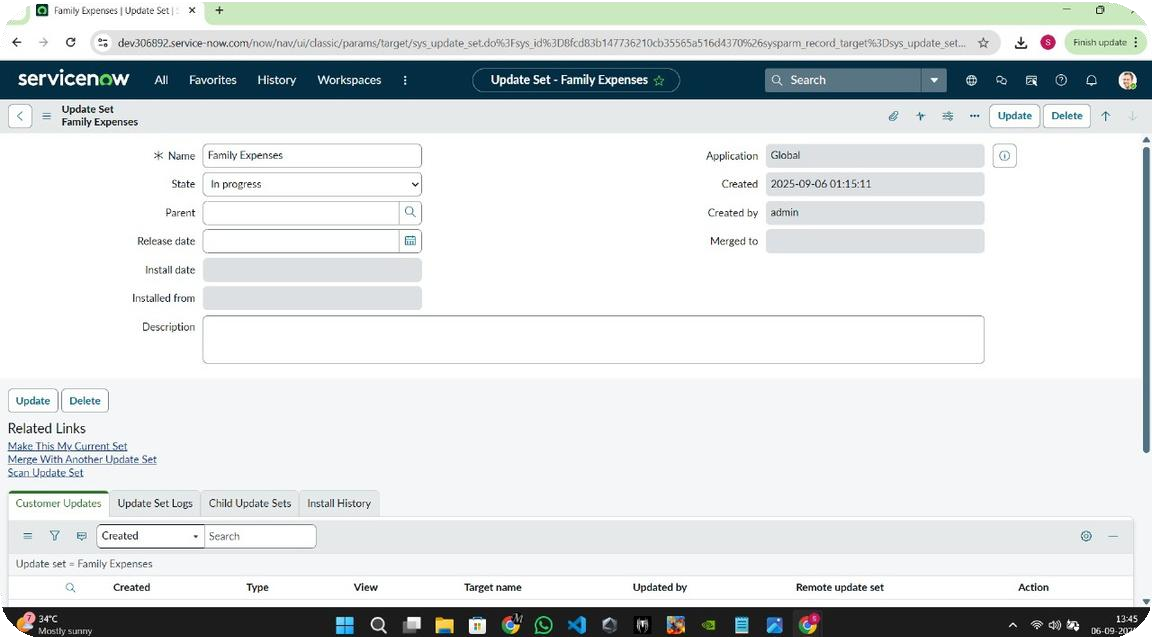 Family Expenses | Update Set |
dev306892.service-now.com/now/nav/ui/classic/params/target/sys_update_set.do%3Fsys_id%3D8fcd83b147736210cb35565a516d4370%26sysparm_record_target%3Dsys_update_set...
S
Finish update
servicenow
All
Favorites
History
Workspaces
Update Set - Family Expenses
Search
Update Set
Family Expenses
Update
Delete
Name
Family Expenses
Application
Global
State
In progress
Created
2025-09-06 01:15:11
Parent
Created by
admin
Release date
Merged to
Install date
Installed from
Description
Update
Delete
Related Links
Make This My Current Set
Merge With Another Update Set
Scan Update Set
Customer Updates
Update Set Logs
Child Update Sets
Install History
Created
Search
Update set = Family Expenses
Created
Type
View
Target name
Updated by
Remote update set
Action
7
34°C
Mostly sunny
13:45